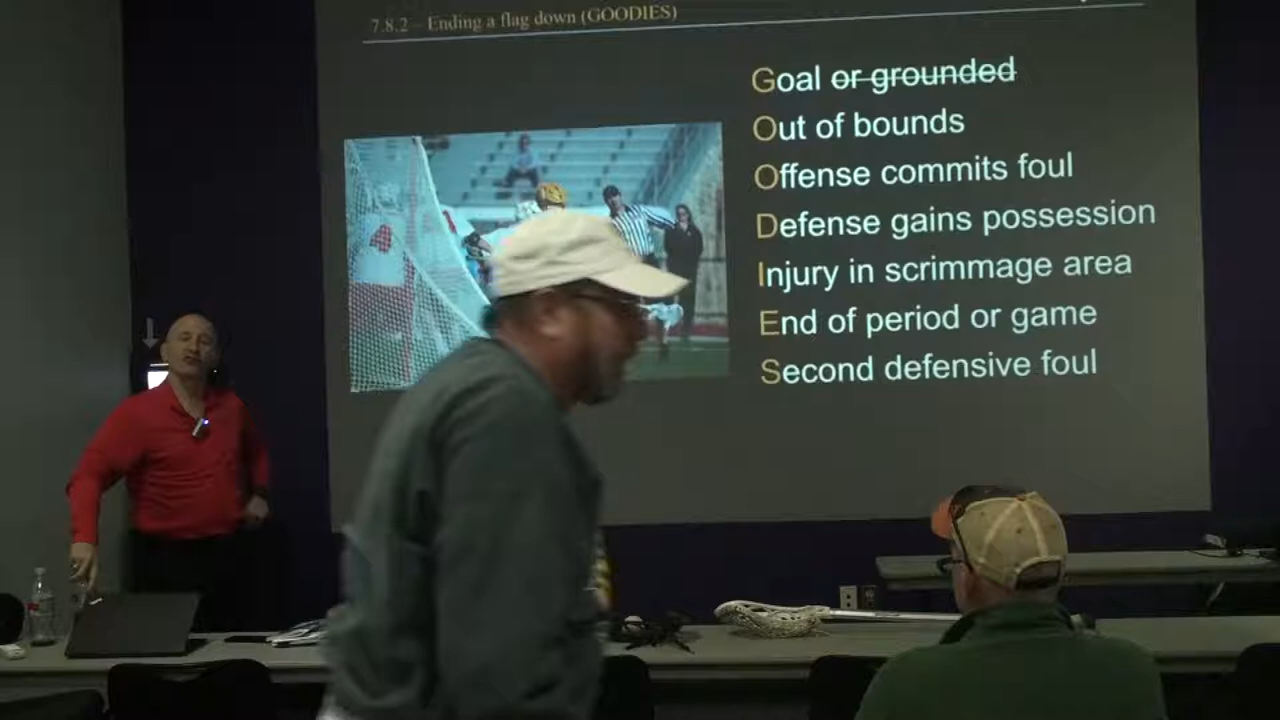 7.8.2 – Ending a flag down (GOODIES)
Goal or grounded
Out of bounds
Offense commits foul
Defense gains possession
Injury in scrimmage area
End of period or game
Second defensive foul